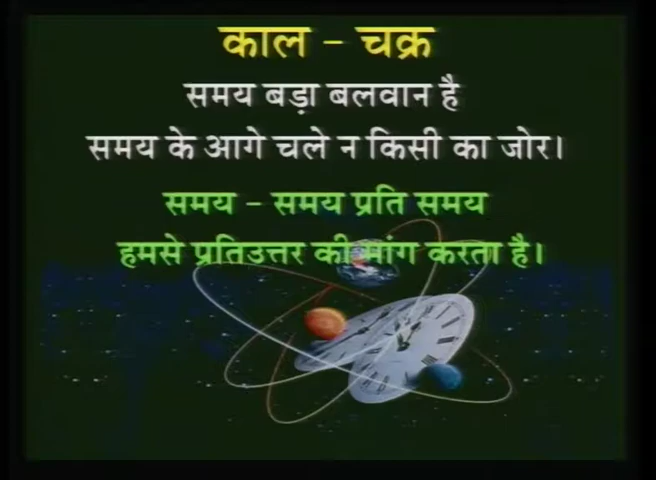 काल - चक्र
समय बड़ा बलवान है
समय के आगे चले न किसी का जोर।
समय - समय प्रति समय
हमसे प्रतिउत्तर की मांग करता है।